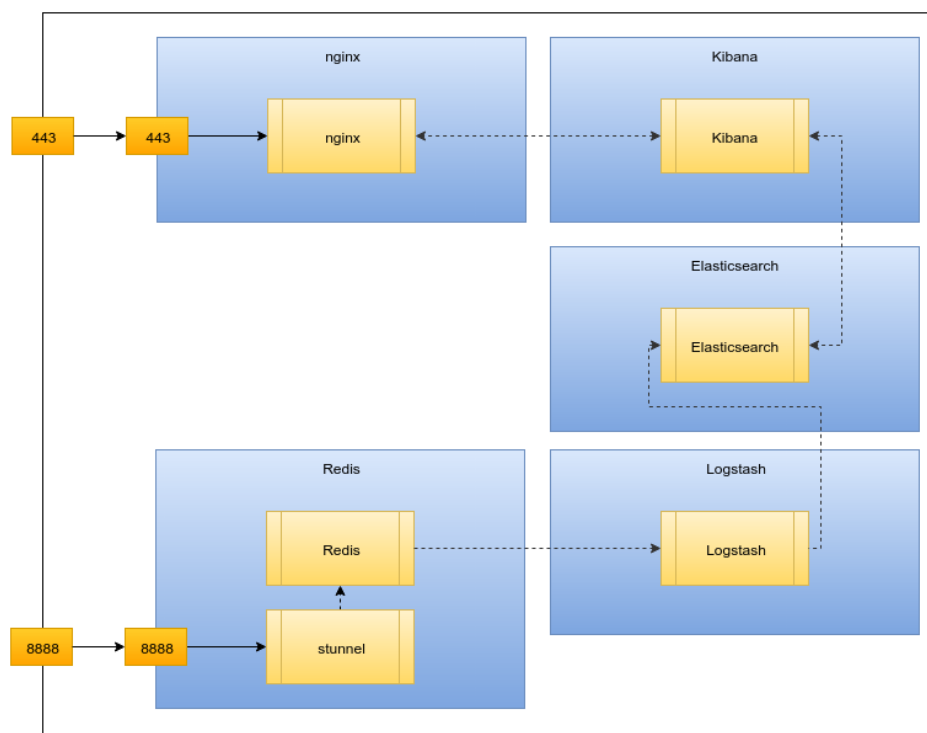 nginx
Kibana
443
443
nginx
Kibana
Elasticsearch
Elasticsearch
Redis
Logstash
Redis
Logstash
8888
8888
stunnel